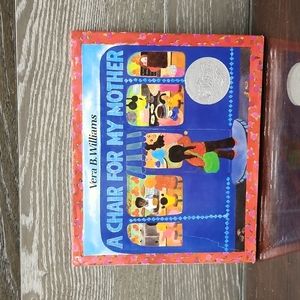 Vera B. Williams
A CHAIR FOR MY MOTHER